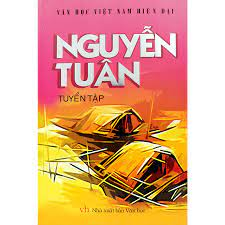 VĂN HỌC VIỆT NAM HIỆN ĐẠI
NGUYỄN
TUÂN
TUYỂN TẬP
Nhà xuất bản Văn học